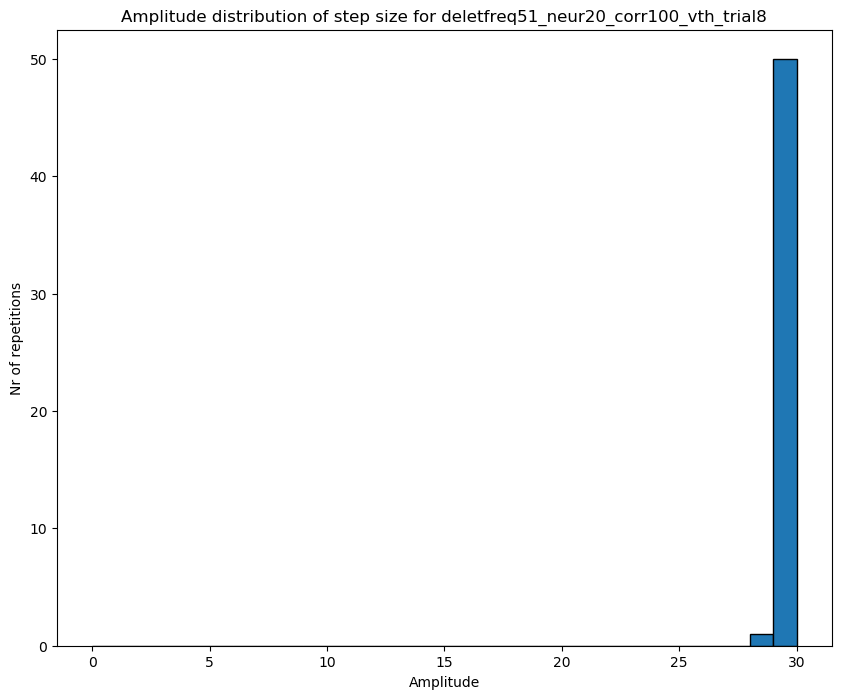 Amplitude distribution of step size for deletfreq51_neur20_corr100_vth_trial8
50
40
30
20
10
0
Nr of repetitions
0 5 10 15 20 25 30
Amplitude